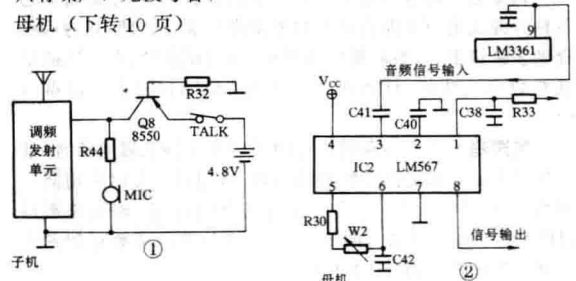 母机（下转10页）
9
LM3361
音频信号输入
VCC
C41
C40
C38
R33
4
3
2
1
IC2 LM567
5
6
7
8
R30
W2
C42
信号输出
母机
②
R32
Q8
8550
TALK
调频
发射
单元
R44
MIC
4.8V
子机
①